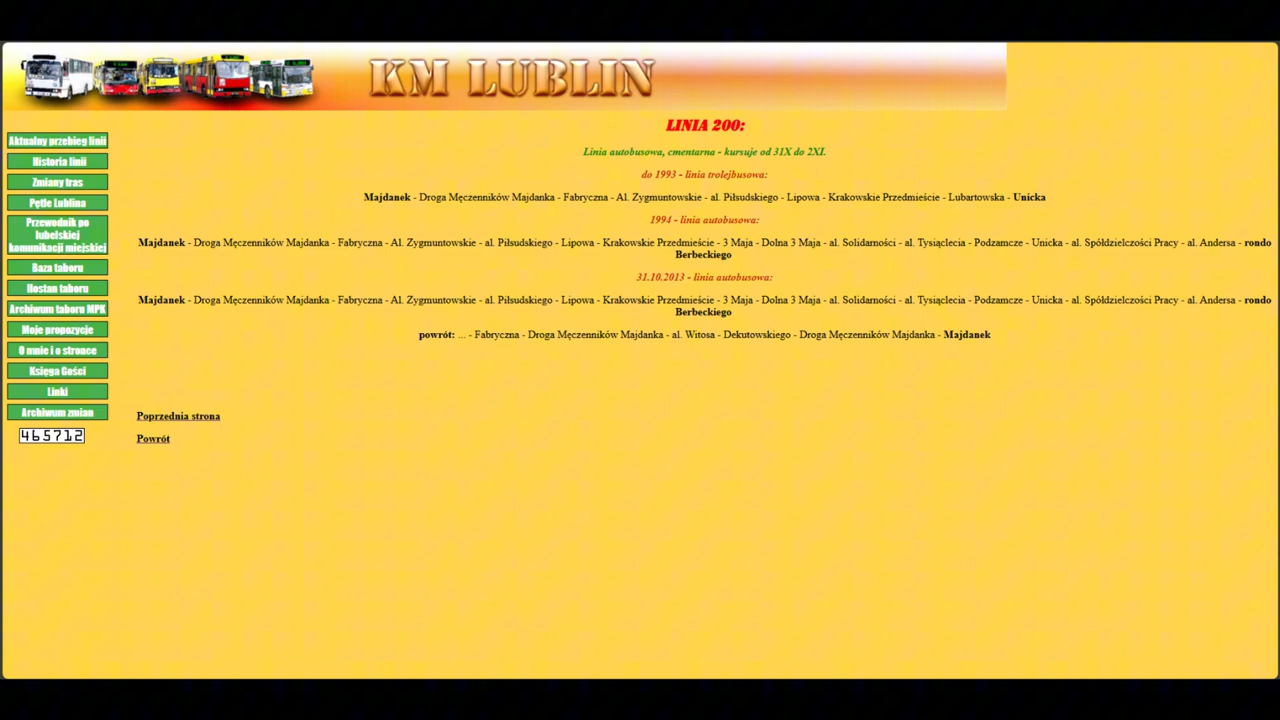 KM LUBLIN
Aktualny przebieg linii
Historia linii
Zmiany tras
Pętle Lublina
Przewodnik po
lubelskiej
komunikacji miejskiej
Baza taboru
Ilostan taboru
Archiwum taboru MPK
Moje propozycje
O mnie i o stronce
Księga Gości
Linki
Archiwum zmian
465712
LINIA 200:
Linia autobusowa, cmentarna - kursuje od 31X do 2XI.
do 1993 - linia trolejbusowa:
Majdanek - Droga Męczenników Majdanka - Fabryczna - Al. Zygmuntowskie - al. Piłsudskiego - Lipowa - Krakowskie Przedmieście - Lubartowska - Unicka
1994 - linia autobusowa:
Majdanek - Droga Męczenników Majdanka - Fabryczna - Al. Zygmuntowskie - al. Piłsudskiego - Lipowa - Krakowskie Przedmieście - 3 Maja - Dolna 3 Maja - al. Solidarności - al. Tysiąclecia - Podzamcze - Unicka - al. Spółdzielczości Pracy - al. Andersa - rondo
Berbeckiego
31.10.2013 - linia autobusowa:
Majdanek - Droga Męczenników Majdanka - Fabryczna - Al. Zygmuntowskie - al. Piłsudskiego - Lipowa - Krakowskie Przedmieście - 3 Maja - Dolna 3 Maja - al. Solidarności - al. Tysiąclecia - Podzamcze - Unicka - al. Spółdzielczości Pracy - al. Andersa - rondo
Berbeckiego
powrót: ... - Fabryczna - Droga Męczenników Majdanka - al. Witosa - Dekutowskiego - Droga Męczenników Majdanka - Majdanek
Poprzednia strona
Powrót